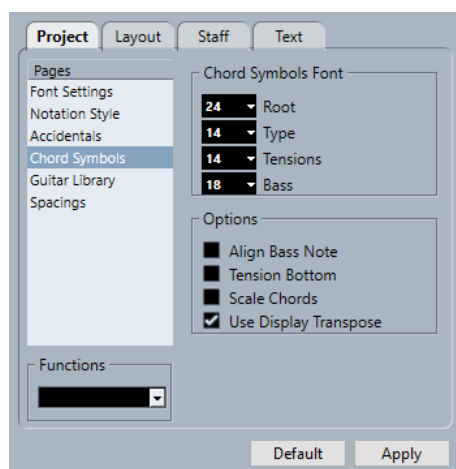 Project Layout Staff Text
Pages
Font Settings
Notation Style
Accidentals
Chord Symbols
Guitar Library
Spacings
Functions
Chord Symbols Font
24 Root
14 Type
14 Tensions
18 Bass
Options
Align Bass Note
Tension Bottom
Scale Chords
Use Display Transpose
Default Apply